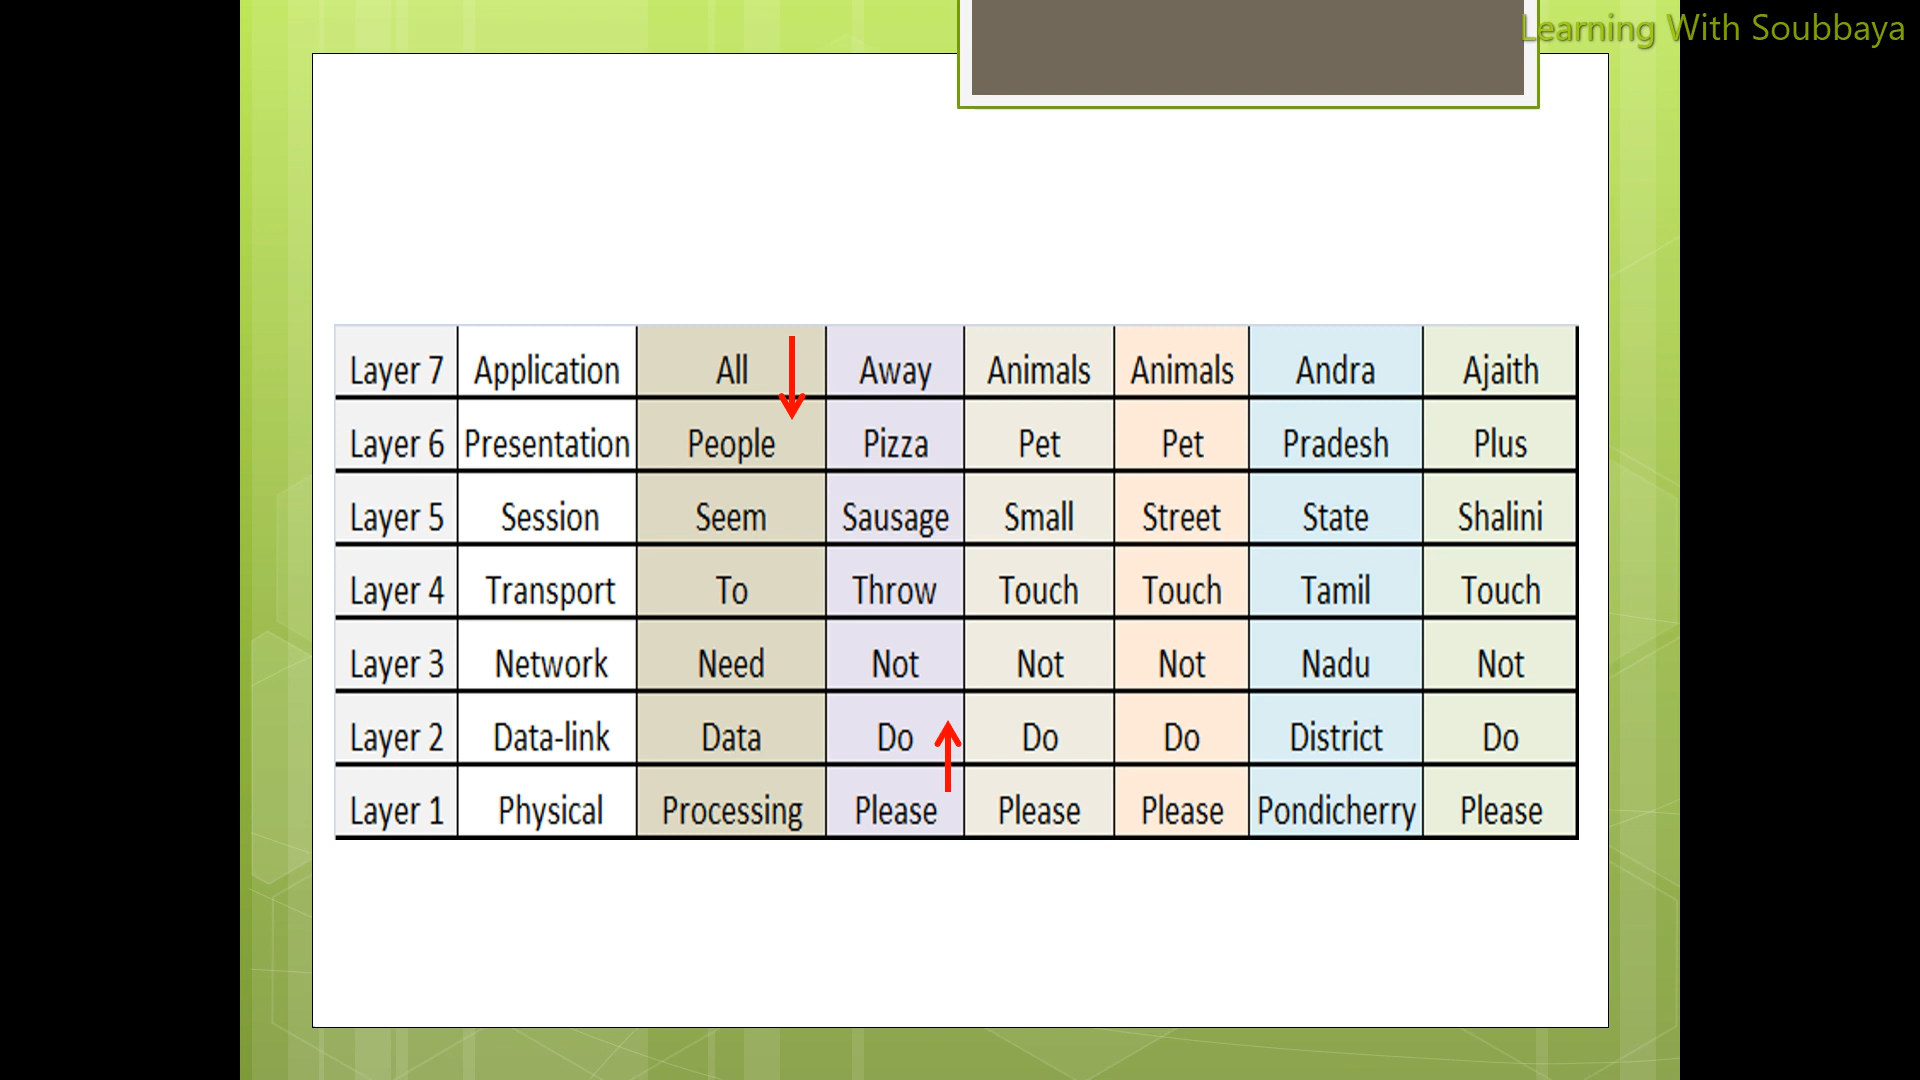 Learning With Soubbaya
Layer 7 Application All Away Animals Animals Andra Ajaith
Layer 6 Presentation People Pizza Pet Pet Pradesh Plus
Layer 5 Session Seem Sausage Small Street State Shalini
Layer 4 Transport To Throw Touch Touch Tamil Touch
Layer 3 Network Need Not Not Not Nadu Not
Layer 2 Data-link Data Do Do Do District Do
Layer 1 Physical Processing Please Please Please Pondicherry Please